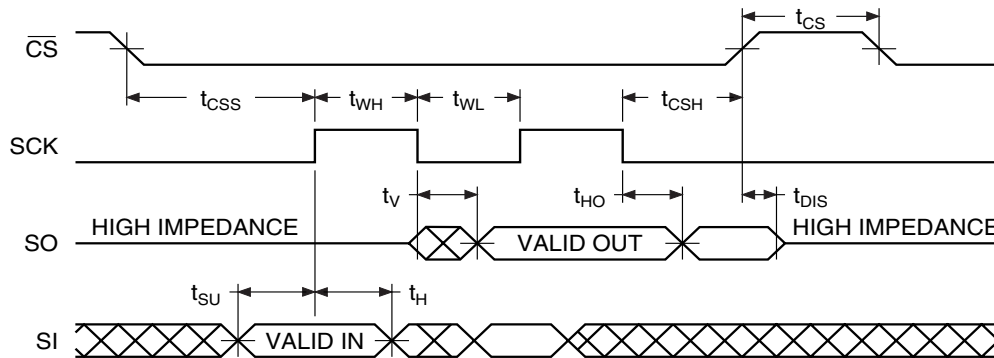 t_CS
C̅S̅
t_CSS t_WH t_WL t_CSH
SCK
t_V t_HO t_DIS
HIGH IMPEDANCE HIGH IMPEDANCE
SO VALID OUT
t_SU t_H
SI VALID IN